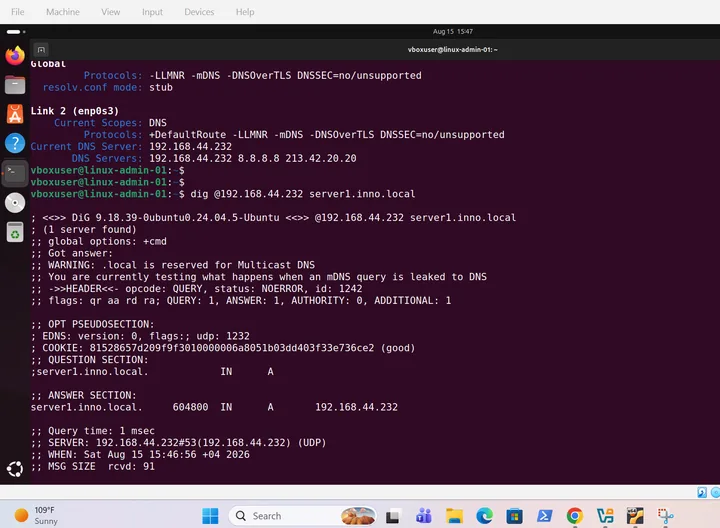 File Machine View Input Devices Help
Aug 15 15:47
vboxuser@linux-admin-01: ~
Global
Protocols: -LLMNR -mDNS -DNSOverTLS DNSSEC=no/unsupported
resolv.conf mode: stub
Link 2 (enp0s3)
Current Scopes: DNS
Protocols: +DefaultRoute -LLMNR -mDNS -DNSOverTLS DNSSEC=no/unsupported
Current DNS Server: 192.168.44.232
DNS Servers: 192.168.44.232 8.8.8.8 213.42.20.20
vboxuser@linux-admin-01:~$
vboxuser@linux-admin-01:~$
vboxuser@linux-admin-01:~$ dig @192.168.44.232 server1.inno.local
; <<>> DiG 9.18.39-0ubuntu0.24.04.5-Ubuntu <<>> @192.168.44.232 server1.inno.local
; (1 server found)
;; global options: +cmd
;; Got answer:
;; WARNING: .local is reserved for Multicast DNS
;; You are currently testing what happens when an mDNS query is leaked to DNS
;; ->>HEADER<<- opcode: QUERY, status: NOERROR, id: 1242
;; flags: qr aa rd ra; QUERY: 1, ANSWER: 1, AUTHORITY: 0, ADDITIONAL: 1
;; OPT PSEUDOSECTION:
; EDNS: version: 0, flags:; udp: 1232
; COOKIE: 81528657d209f9f3010000006a8051b03dd403f33e736ce2 (good)
;; QUESTION SECTION:
;server1.inno.local. IN A
;; ANSWER SECTION:
server1.inno.local. 604800 IN A 192.168.44.232
;; Query time: 1 msec
;; SERVER: 192.168.44.232#53(192.168.44.232) (UDP)
;; WHEN: Sat Aug 15 15:46:56 +04 2026
;; MSG SIZE rcvd: 91
109°F
Sunny
Search